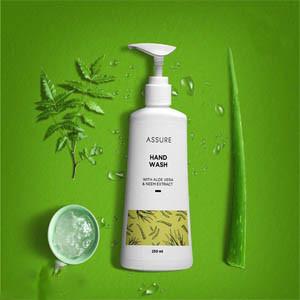 ASSURE
HAND
WASH
WITH ALOE VERA
& NEEM EXTRACT
250 ml